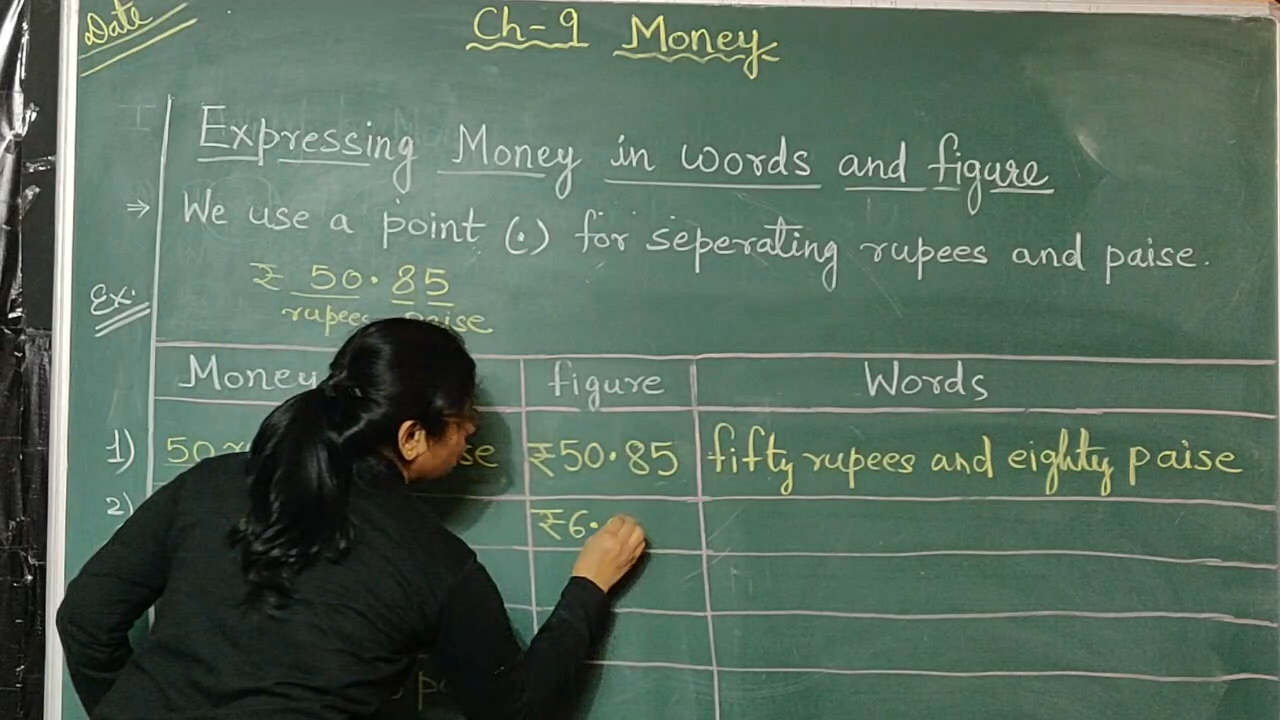 Date
Ch-9 Money
Expressing Money in words and figure
⇒ We use a point (.) for seperating rupees and paise.
Ex. ₹ 50.85
rupees paise
Money figure Words
1) 50 ₹50.85 fifty rupees and eighty paise
2) ₹6.